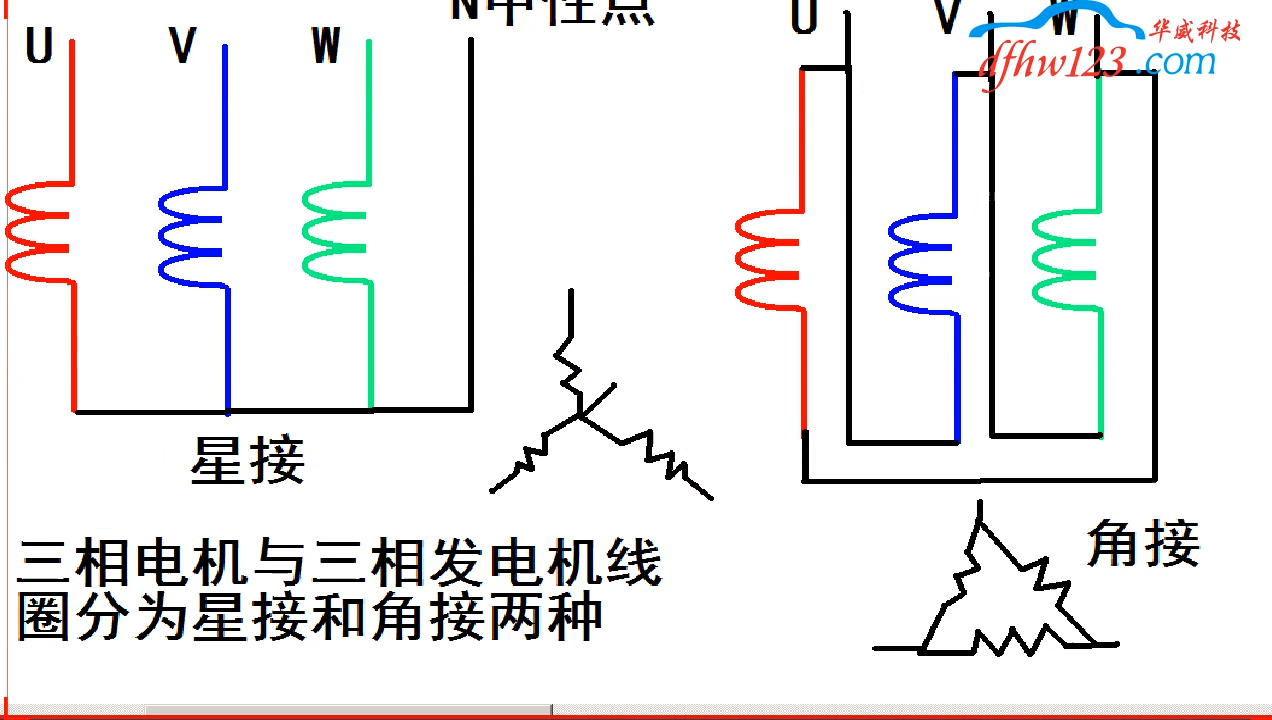 N中性点
U V W
U V W
华威科技
dfhw123.com
星接
角接
三相电机与三相发电机线
圈分为星接和角接两种